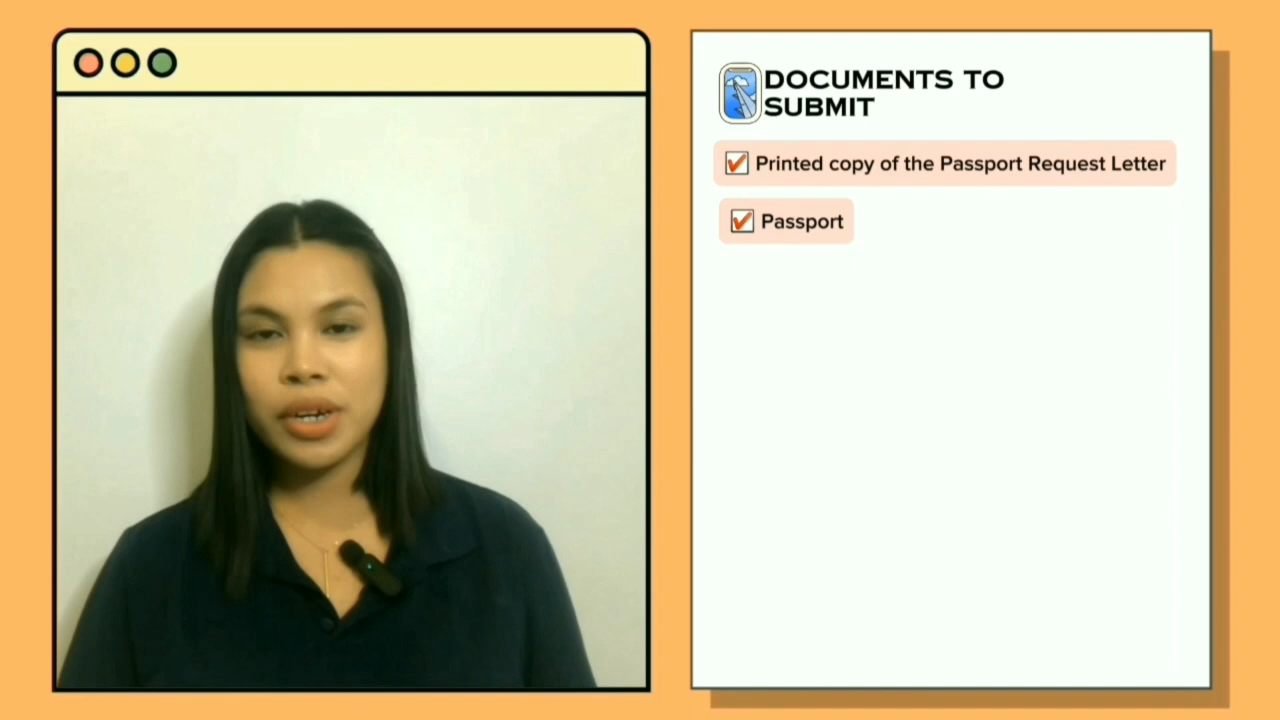 DOCUMENTS TO
SUBMIT
Printed copy of the Passport Request Letter
Passport